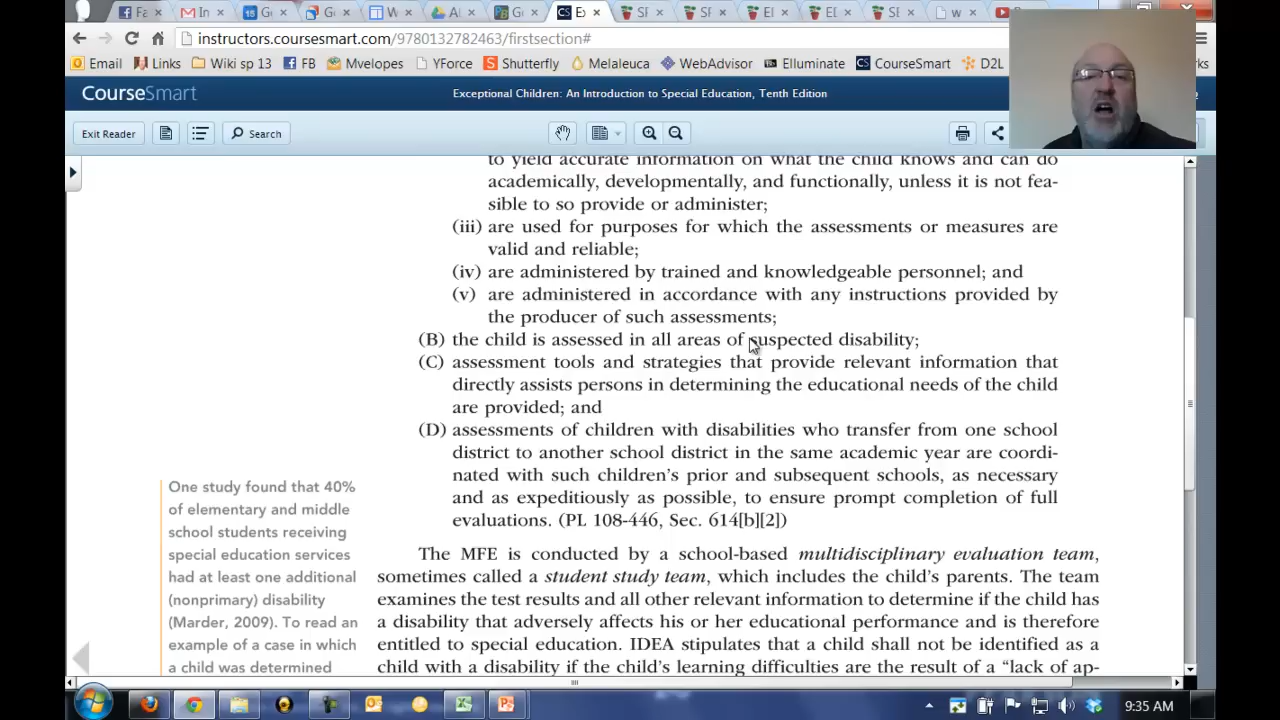 Fa
In
Ge
Ge
W
Al
Ge
Ex
SF
SF
El
EL
SE
w
instructors.coursesmart.com/9780132782463/firstsection#
Email
Links
Wiki sp 13
FB
Mvelopes
YForce
Shutterfly
Melaleuca
WebAdvisor
Elluminate
CourseSmart
D2L
CourseSmart
Exceptional Children: An Introduction to Special Education, Tenth Edition
Exit Reader
Search
to yield accurate information on what the child knows and can do
academically, developmentally, and functionally, unless it is not fea-
sible to so provide or administer;
(iii) are used for purposes for which the assessments or measures are
valid and reliable;
(iv) are administered by trained and knowledgeable personnel; and
(v) are administered in accordance with any instructions provided by
the producer of such assessments;
(B) the child is assessed in all areas of suspected disability;
(C) assessment tools and strategies that provide relevant information that
directly assists persons in determining the educational needs of the child
are provided; and
(D) assessments of children with disabilities who transfer from one school
district to another school district in the same academic year are coordi-
nated with such children's prior and subsequent schools, as necessary
and as expeditiously as possible, to ensure prompt completion of full
evaluations. (PL 108-446, Sec. 614[b][2])
One study found that 40%
of elementary and middle
school students receiving
special education services
had at least one additional
(nonprimary) disability
(Marder, 2009). To read an
example of a case in which
a child was determined
The MFE is conducted by a school-based multidisciplinary evaluation team,
sometimes called a student study team, which includes the child's parents. The team
examines the test results and all other relevant information to determine if the child has
a disability that adversely affects his or her educational performance and is therefore
entitled to special education. IDEA stipulates that a child shall not be identified as a
child with a disability if the child's learning difficulties are the result of a "lack of ap-
9:35 AM